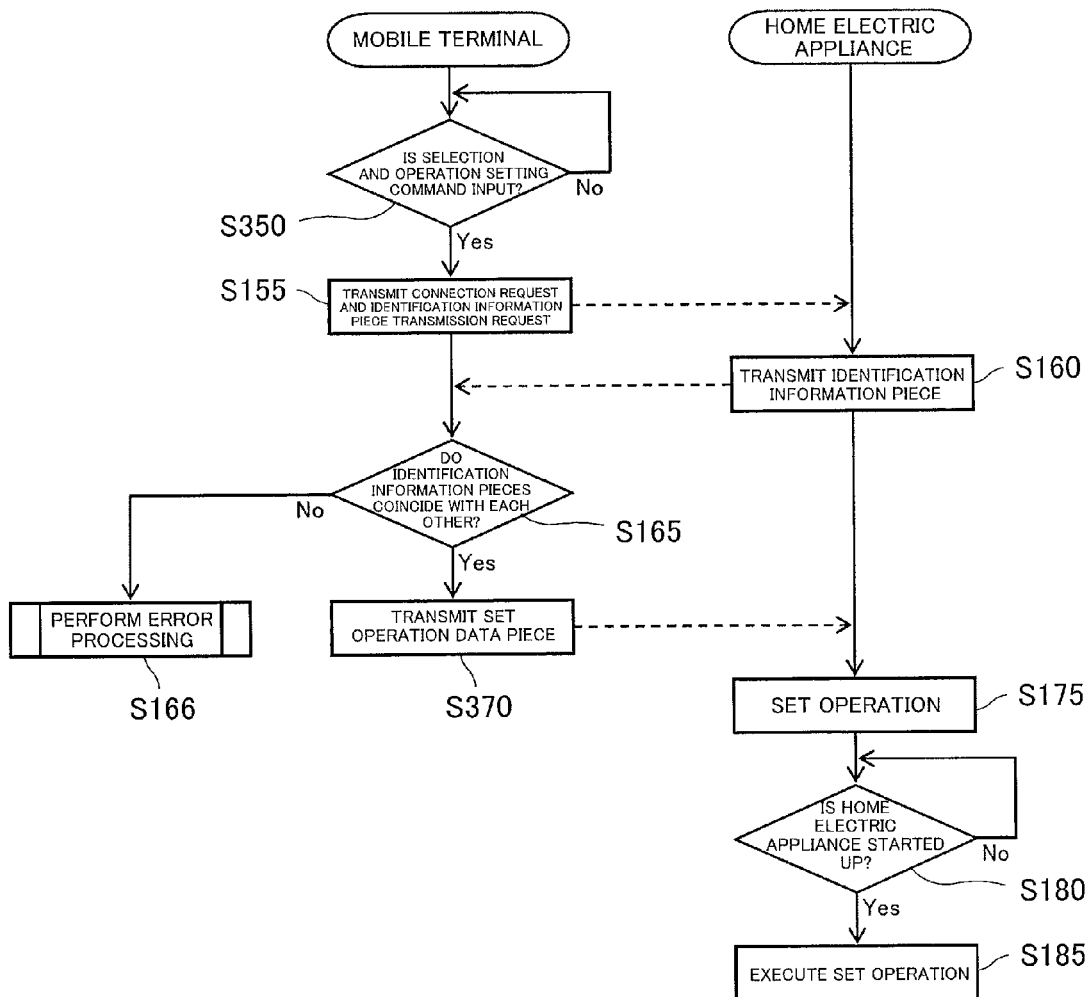 MOBILE TERMINAL
HOME ELECTRIC
APPLIANCE
IS SELECTION
AND OPERATION SETTING
COMMAND INPUT?
No
S350
Yes
S155
TRANSMIT CONNECTION REQUEST
AND IDENTIFICATION INFORMATION
PIECE TRANSMISSION REQUEST
TRANSMIT IDENTIFICATION
INFORMATION PIECE
S160
DO
IDENTIFICATION
INFORMATION PIECES
COINCIDE WITH EACH
OTHER?
No
S165
Yes
PERFORM ERROR
PROCESSING
S166
TRANSMIT SET
OPERATION DATA PIECE
S370
SET OPERATION
S175
IS HOME
ELECTRIC
APPLIANCE STARTED
UP?
No
S180
Yes
EXECUTE SET OPERATION
S185